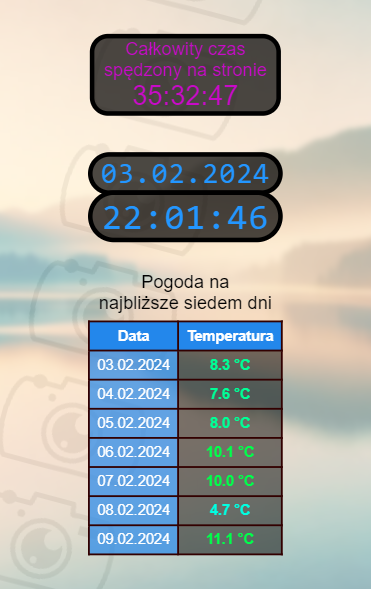 Całkowity czas
spędzony na stronie
35:32:47
03.02.2024
22:01:46
Pogoda na
najbliższe siedem dni
Data Temperatura
03.02.2024 8.3 °C
04.02.2024 7.6 °C
05.02.2024 8.0 °C
06.02.2024 10.1 °C
07.02.2024 10.0 °C
08.02.2024 4.7 °C
09.02.2024 11.1 °C